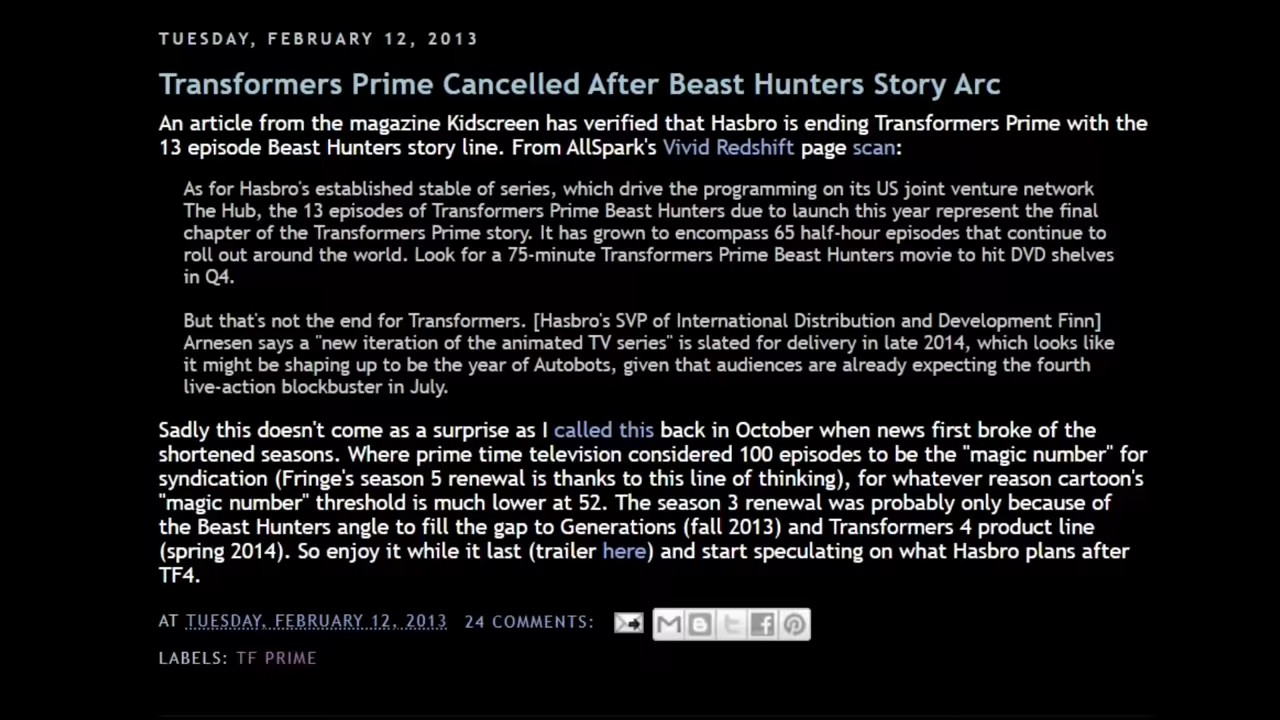 TUESDAY, FEBRUARY 12, 2013
Transformers Prime Cancelled After Beast Hunters Story Arc
An article from the magazine Kidscreen has verified that Hasbro is ending Transformers Prime with the
13 episode Beast Hunters story line. From AllSpark's Vivid Redshift page scan:
As for Hasbro's established stable of series, which drive the programming on its US joint venture network
The Hub, the 13 episodes of Transformers Prime Beast Hunters due to launch this year represent the final
chapter of the Transformers Prime story. It has grown to encompass 65 half-hour episodes that continue to
roll out around the world. Look for a 75-minute Transformers Prime Beast Hunters movie to hit DVD shelves
in Q4.
But that's not the end for Transformers. [Hasbro's SVP of International Distribution and Development Finn]
Arnesen says a "new iteration of the animated TV series" is slated for delivery in late 2014, which looks like
it might be shaping up to be the year of Autobots, given that audiences are already expecting the fourth
live-action blockbuster in July.
Sadly this doesn't come as a surprise as I called this back in October when news first broke of the
shortened seasons. Where prime time television considered 100 episodes to be the "magic number" for
syndication (Fringe's season 5 renewal is thanks to this line of thinking), for whatever reason cartoon's
"magic number" threshold is much lower at 52. The season 3 renewal was probably only because of
the Beast Hunters angle to fill the gap to Generations (fall 2013) and Transformers 4 product line
(spring 2014). So enjoy it while it last (trailer here) and start speculating on what Hasbro plans after
TF4.
AT TUESDAY, FEBRUARY 12, 2013 24 COMMENTS:
LABELS: TF PRIME